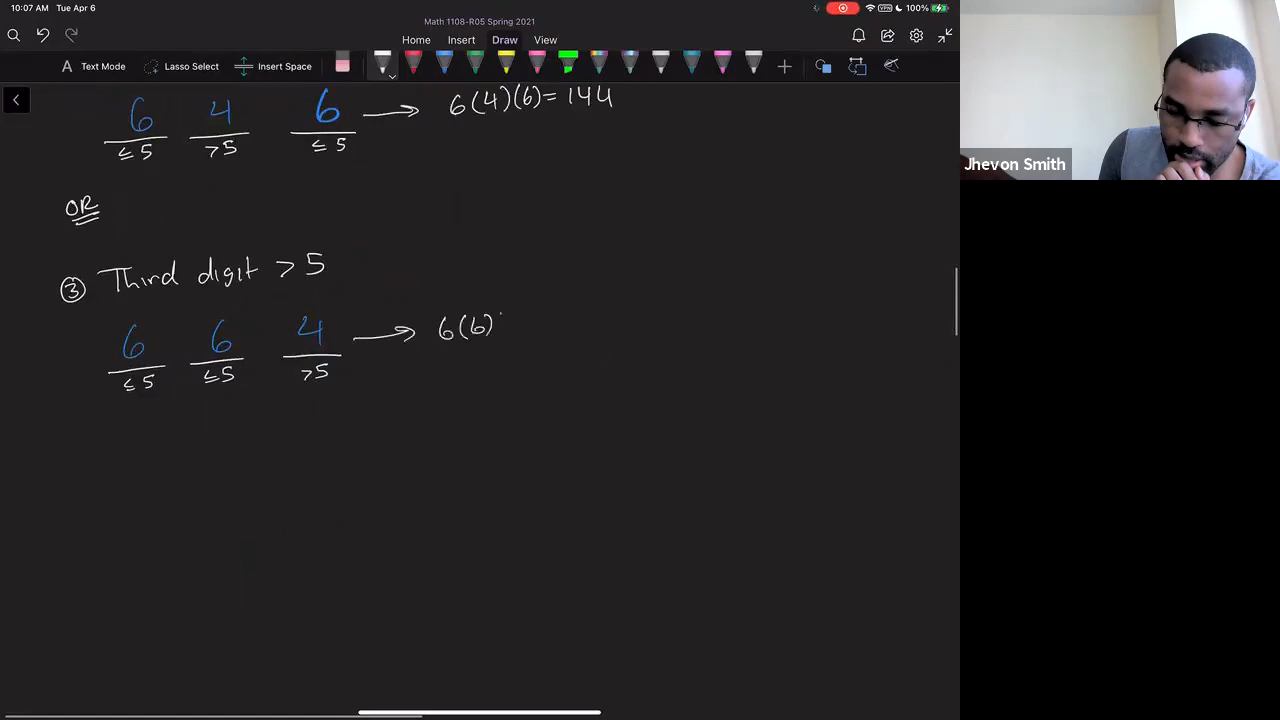 10:07 AM Tue Apr 6
Math 1108-R05 Spring 2021
VPN 100%
Home Insert Draw View
A Text Mode Lasso Select Insert Space
6 4 6 → 6(4)(6)=144
≤5 >5 ≤5
OR
③ Third digit > 5
6 6 4 → 6(6)
≤5 ≤5 >5
Jhevon Smith